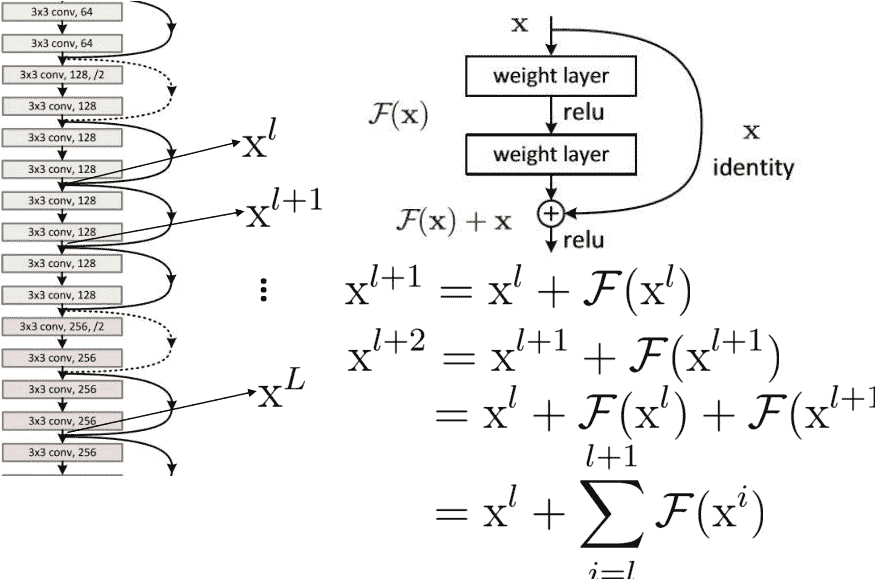 3x3 conv, 64
3x3 conv, 64
3x3 conv, 128, /2
3x3 conv, 128
3x3 conv, 128
3x3 conv, 128
3x3 conv, 128
3x3 conv, 128
3x3 conv, 128
3x3 conv, 128
3x3 conv, 256, /2
3x3 conv, 256
3x3 conv, 256
3x3 conv, 256
3x3 conv, 256
x^l
x^{l+1}
⋮
x^L
x
weight layer
relu
F(x)
weight layer
x
identity
F(x) + x
+
relu
x^{l+1} = x^l + F(x^l)
x^{l+2} = x^{l+1} + F(x^{l+1})
= x^l + F(x^l) + F(x^{l+1}
= x^l + ∑_{i=l}^{l+1} F(x^i)